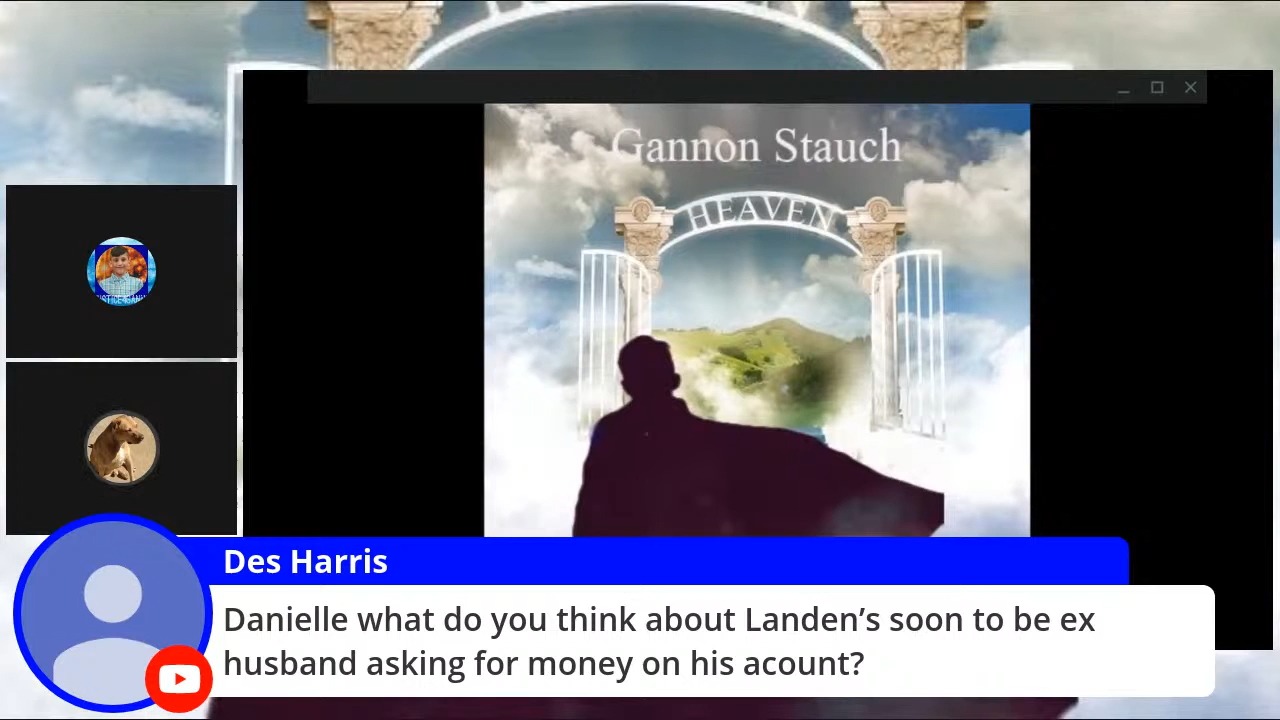 HEAVEN
Gannon Stauch
HEAVEN
Des Harris
Danielle what do you think about Landen’s soon to be ex
husband asking for money on his acount?